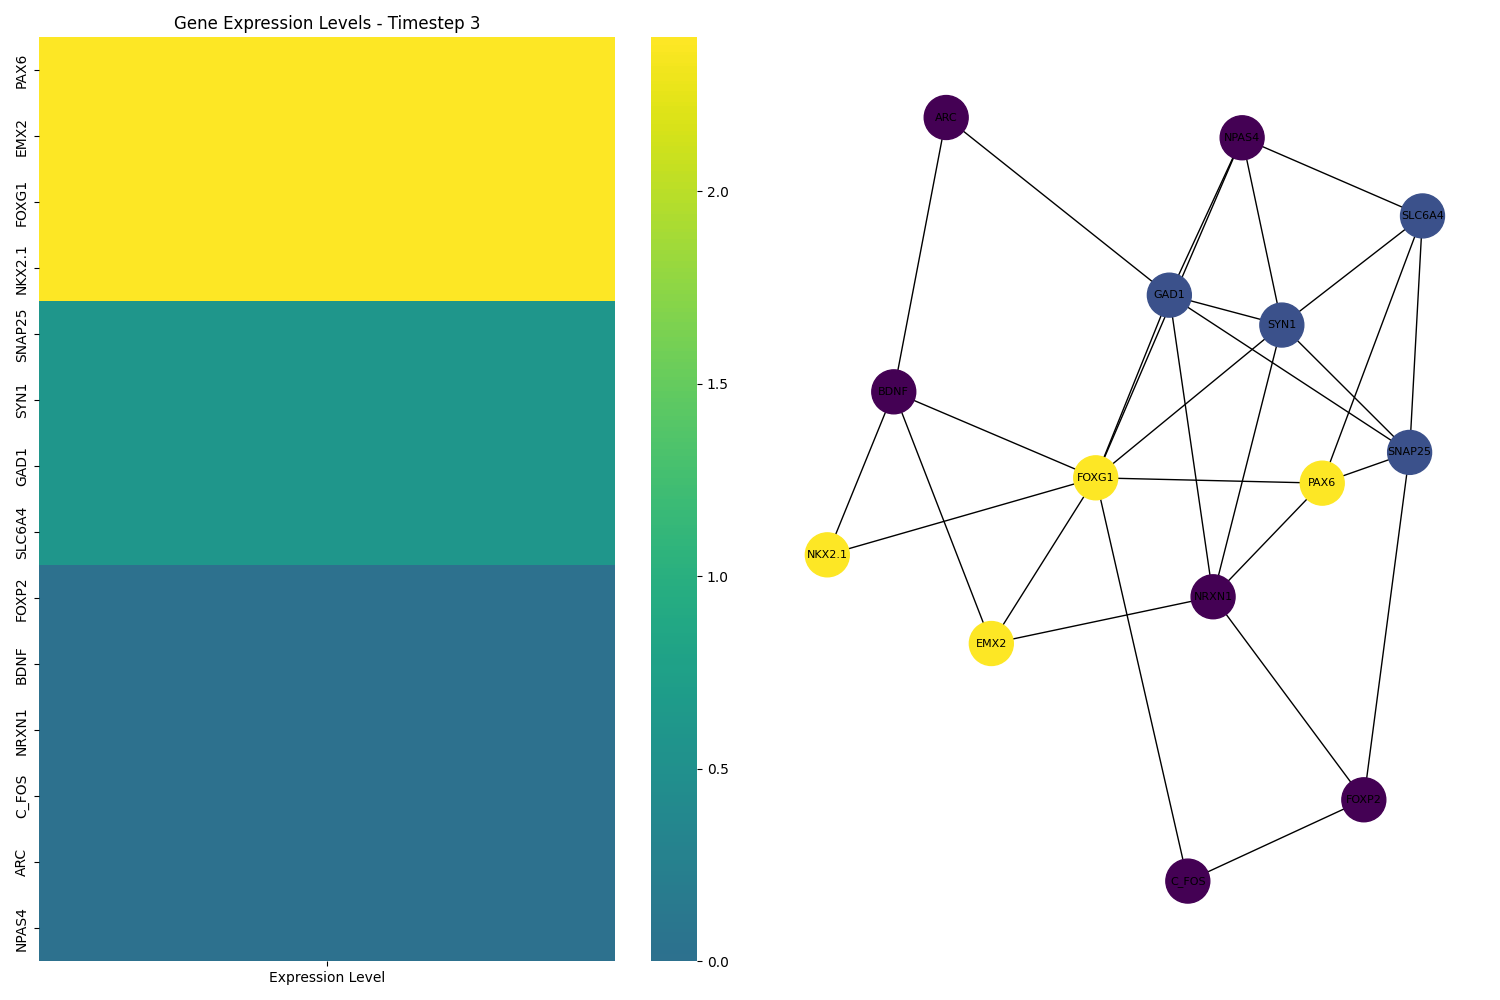 Gene Expression Levels - Timestep 3
PAX6
EMX2
FOXG1
NKX2.1
SNAP25
SYN1
GAD1
SLC6A4
FOXP2
BDNF
NRXN1
C_FOS
ARC
NPAS4
Expression Level
2.0
1.5
1.0
0.5
0.0
ARC
NPAS4
SLC6A4
GAD1
SYN1
BDNF
SNAP25
FOXG1
PAX6
NKX2.1
NRXN1
EMX2
FOXP2
C_FOS